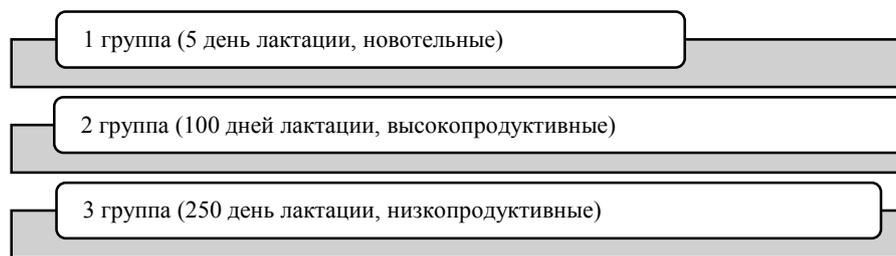 1 группа (5 день лактации, новотельные)
2 группа (100 дней лактации, высокопродуктивные)
3 группа (250 день лактации, низкопродуктивные)